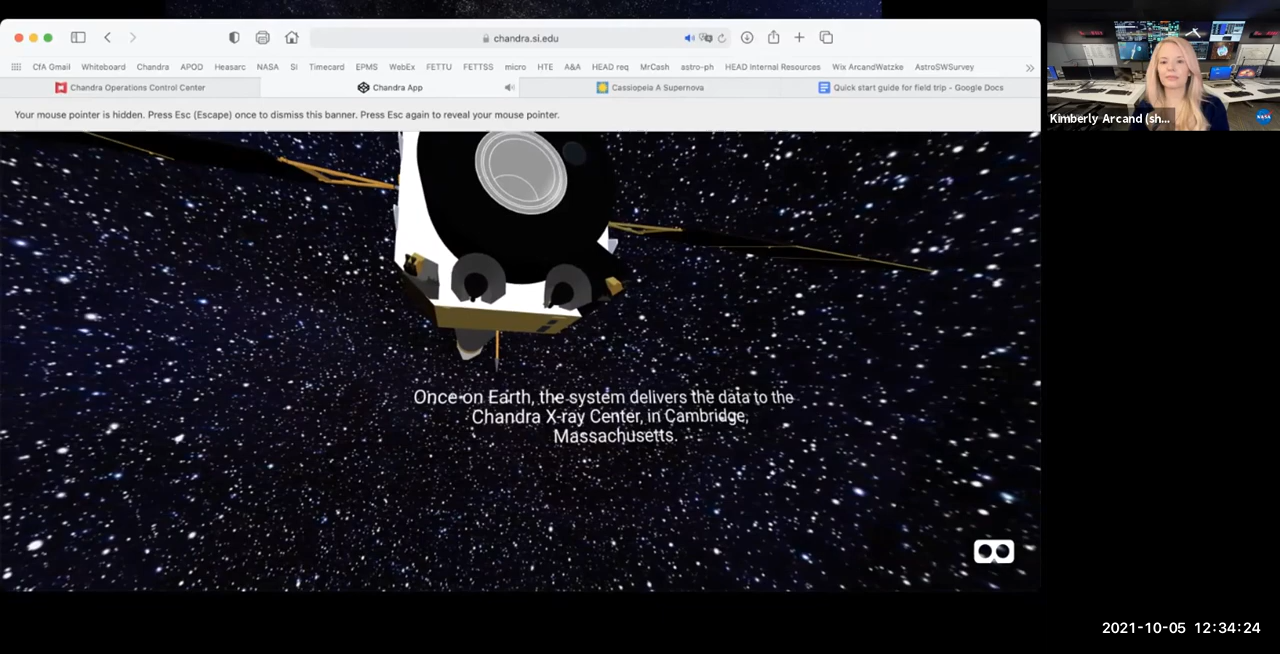 chandra.si.edu
CfA Gmail Whiteboard Chandra APOD Heasarc NASA SI Timecard EPMS WebEx FETTU FETTSS micro HTE A&A HEAD req MrCash astro-ph HEAD Internal Resources Wix ArcandWatzke AstroSWSurvey
Chandra Operations Control Center Chandra App Cassiopeia A Supernova Quick start guide for field trip - Google Docs
Your mouse pointer is hidden. Press Esc (Escape) once to dismiss this banner. Press Esc again to reveal your mouse pointer.
Kimberly Arcand (sh...
NASA
Once on Earth, the system delivers the data to the
Chandra X-ray Center, in Cambridge,
Massachusetts.
2021-10-05 12:34:24